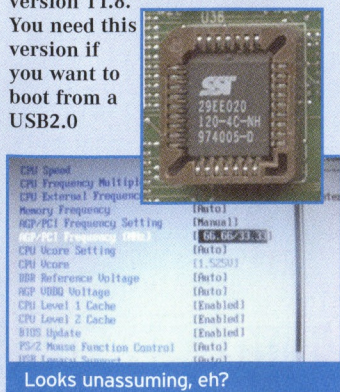 version 11.8.
You need this
version if
you want to
boot from a
USB2.0
U36
SST
29EE020
120-4C-NH
974005-D
CPU Speed
CPU Frequency Multipl
CPU External Frequenc
Memory Frequency [Auto]
AGP/PCI Frequency Setting [Manual]
AGP/PCI Frequency (MHz) [66.66/33.33]
CPU Vcore Setting [Auto]
CPU Vcore [1.525V]
DDR Reference Voltage [Auto]
AGP VDDQ Voltage [Auto]
CPU Level 1 Cache [Enabled]
CPU Level 2 Cache [Enabled]
BIOS Update [Enabled]
PS/2 Mouse Function Control [Auto]
USB Legacy Support [Auto]
Looks unassuming, eh?